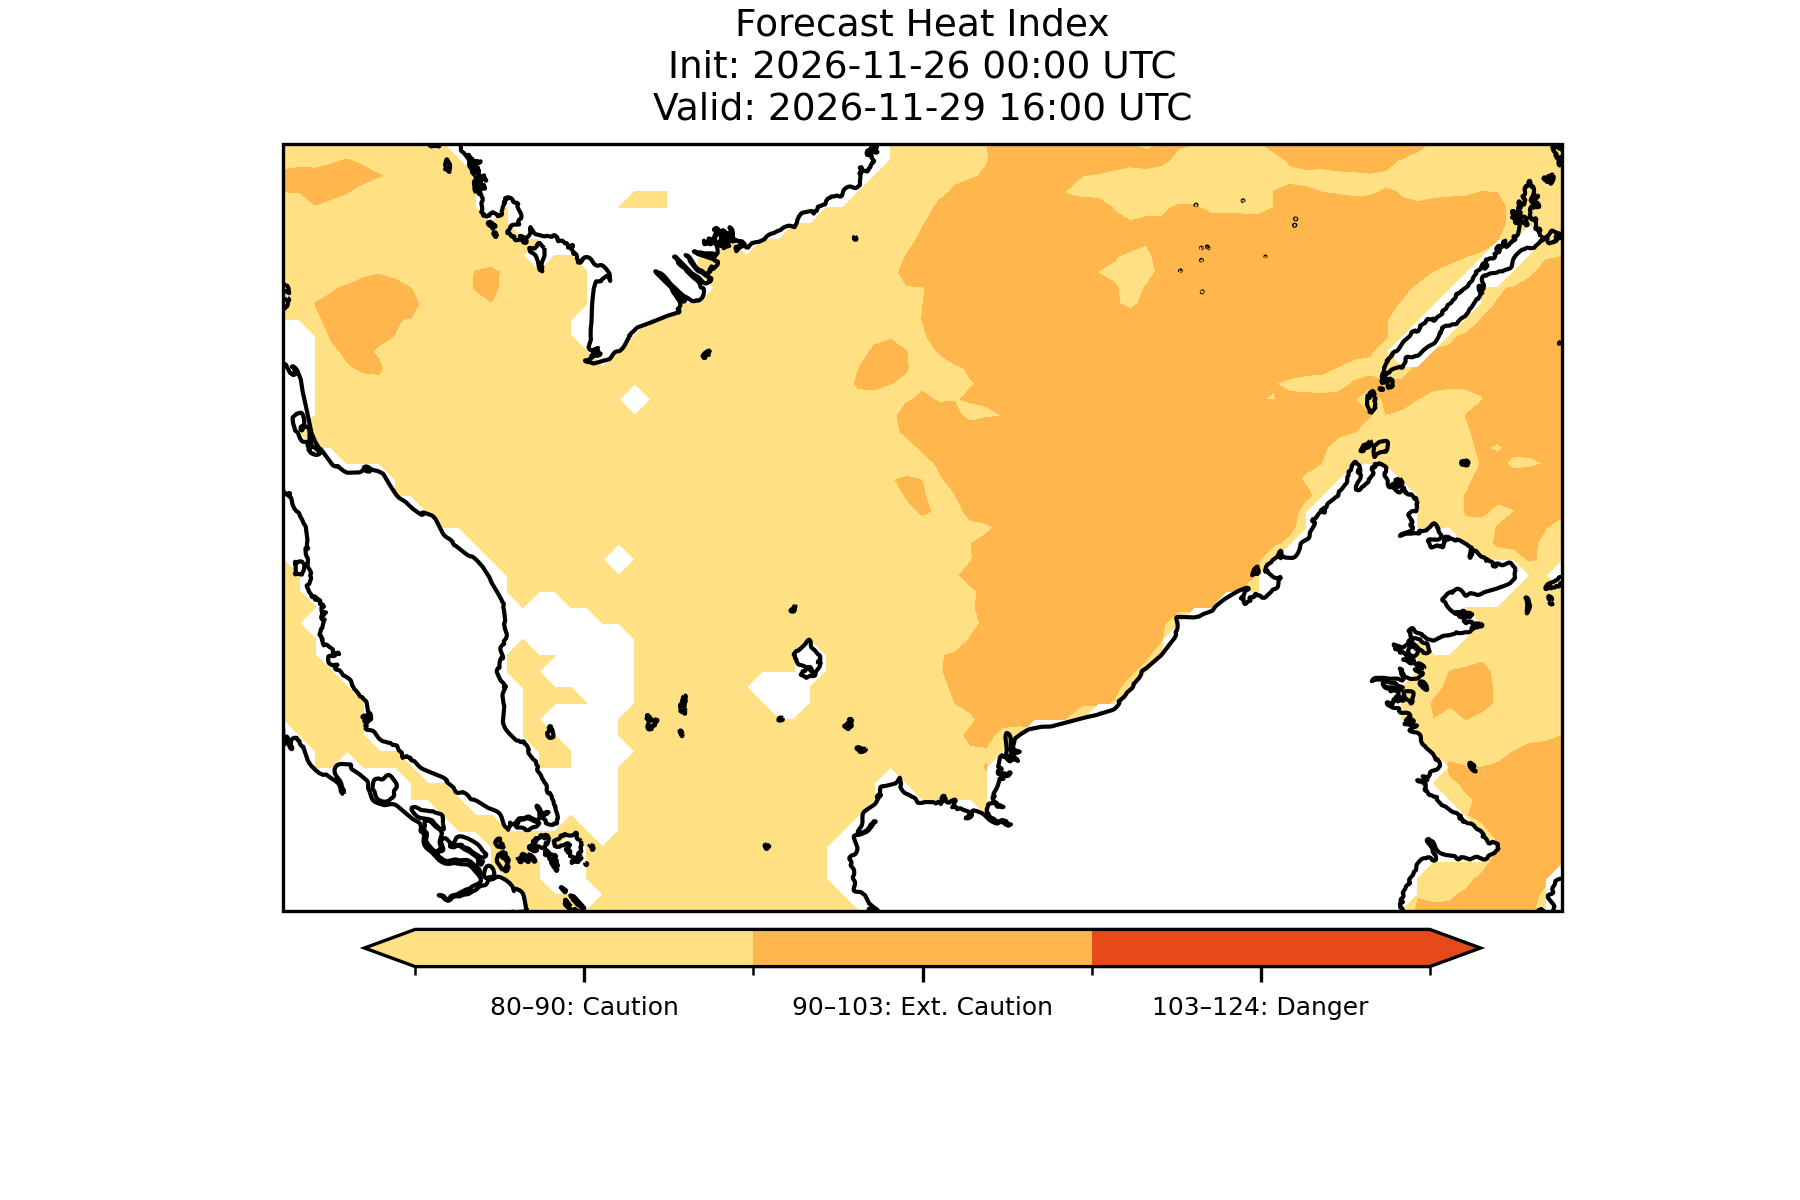 Forecast Heat Index
Init: 2026-11-26 00:00 UTC
Valid: 2026-11-29 16:00 UTC
80–90: Caution
90–103: Ext. Caution
103–124: Danger